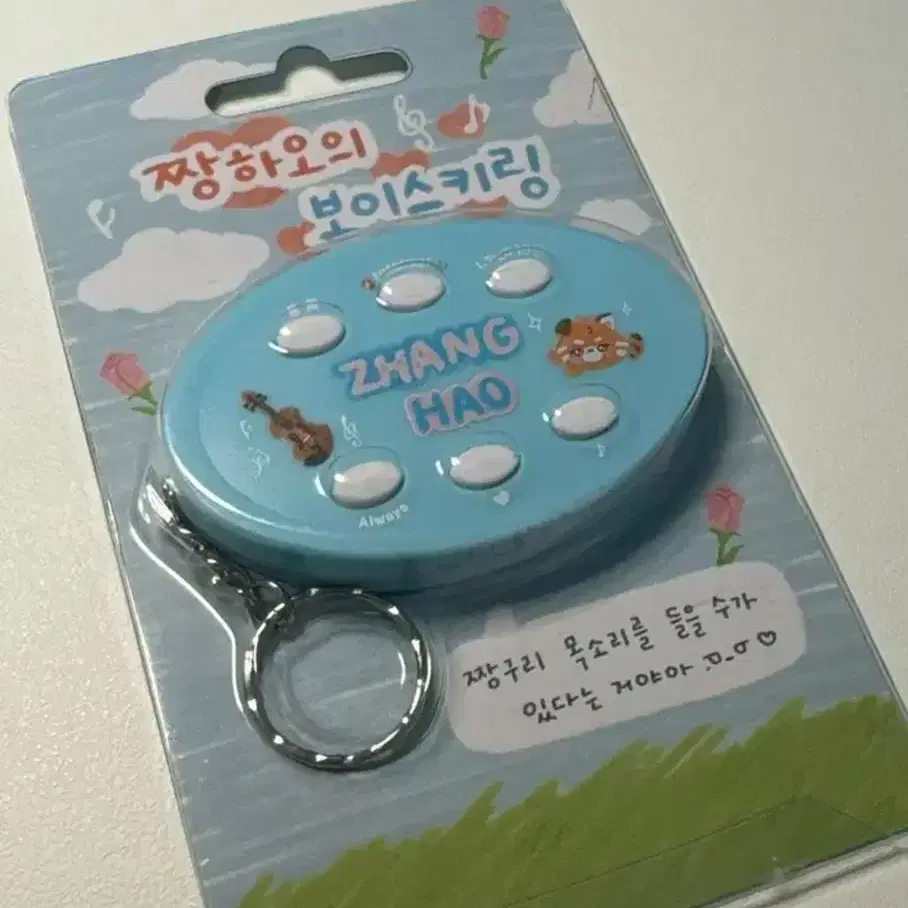 짱하오의
보이스키링
ZHANG
HAO
Always
짱구리 목소리를 들을 수가
있다는 거야아 .ㅁ_ㅁ♡